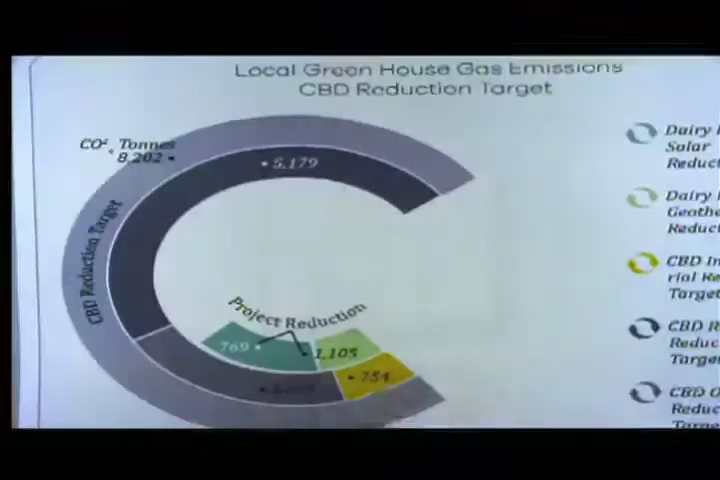 Local Green House Gas Emissions
CBD Reduction Target
CO² Tonnes
8,202
5,179
CBD Reduction Target
Project Reduction
769
1,105
754
Dairy
Solar
Reduct
Dairy
Geothe
Reduct
CBD In
rial Re
Target
CBD R
Reduc
Targe
CBD O
Reduc
Targe